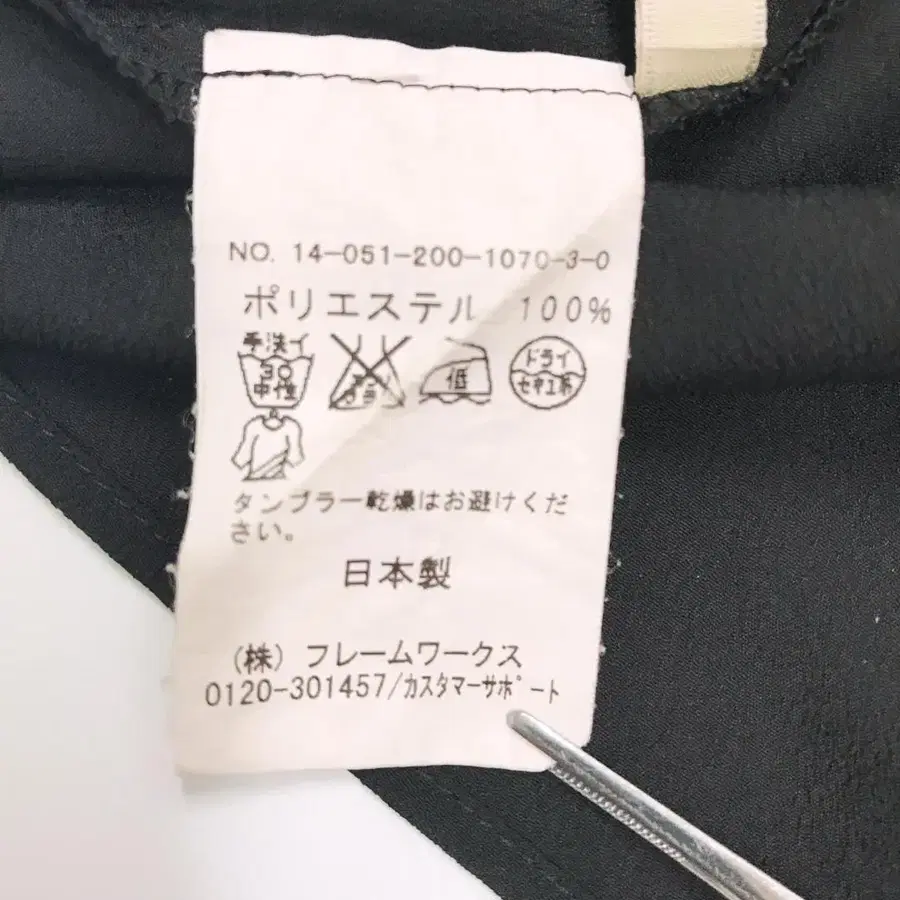 NO. 14-051-200-1070-3-0
ポリエステル 100%
手洗イ
30
中性
低
ドライ
セキユ系
タンブラー乾燥はお避けくだ
さい。
日本製
(株) フレームワークス
0120-301457/カスタマーサポート